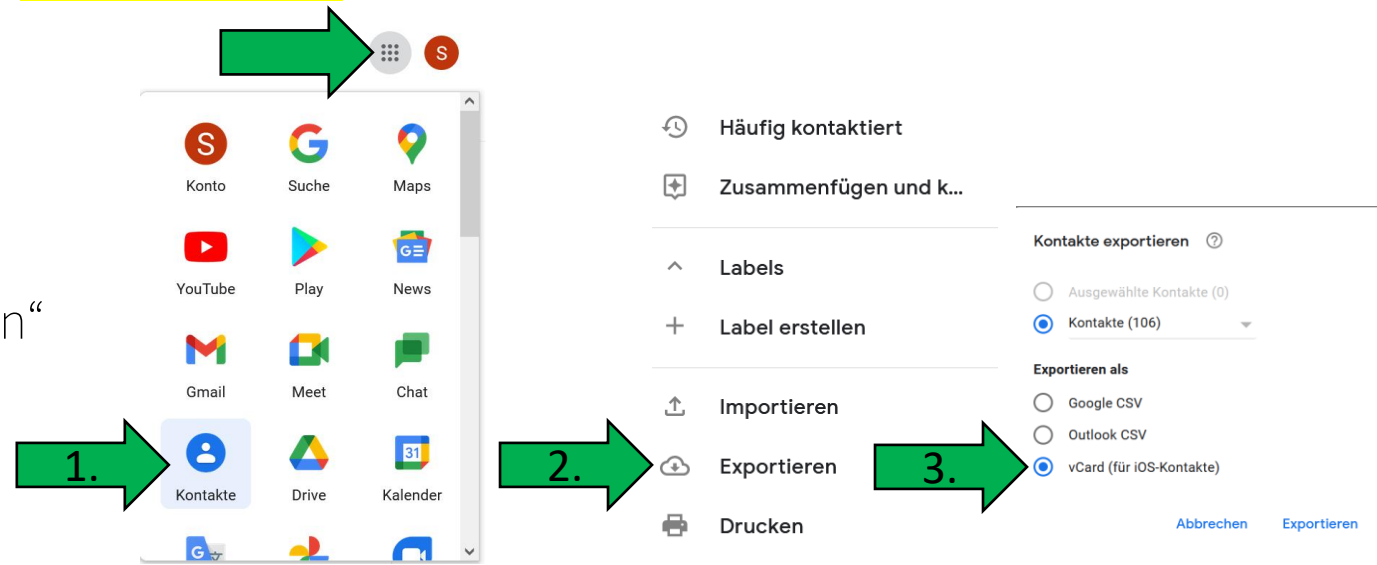 S
S
Konto
Suche
Maps
YouTube
Play
News
n“
Gmail
Meet
Chat
31
1.
Kontakte
Drive
Kalender
G
Häufig kontaktiert
Zusammenfügen und k...
Labels
Label erstellen
Importieren
2.
Exportieren
Drucken
Kontakte exportieren ?
Ausgewählte Kontakte (0)
Kontakte (106)
Exportieren als
Google CSV
Outlook CSV
3.
vCard (für iOS-Kontakte)
Abbrechen Exportieren